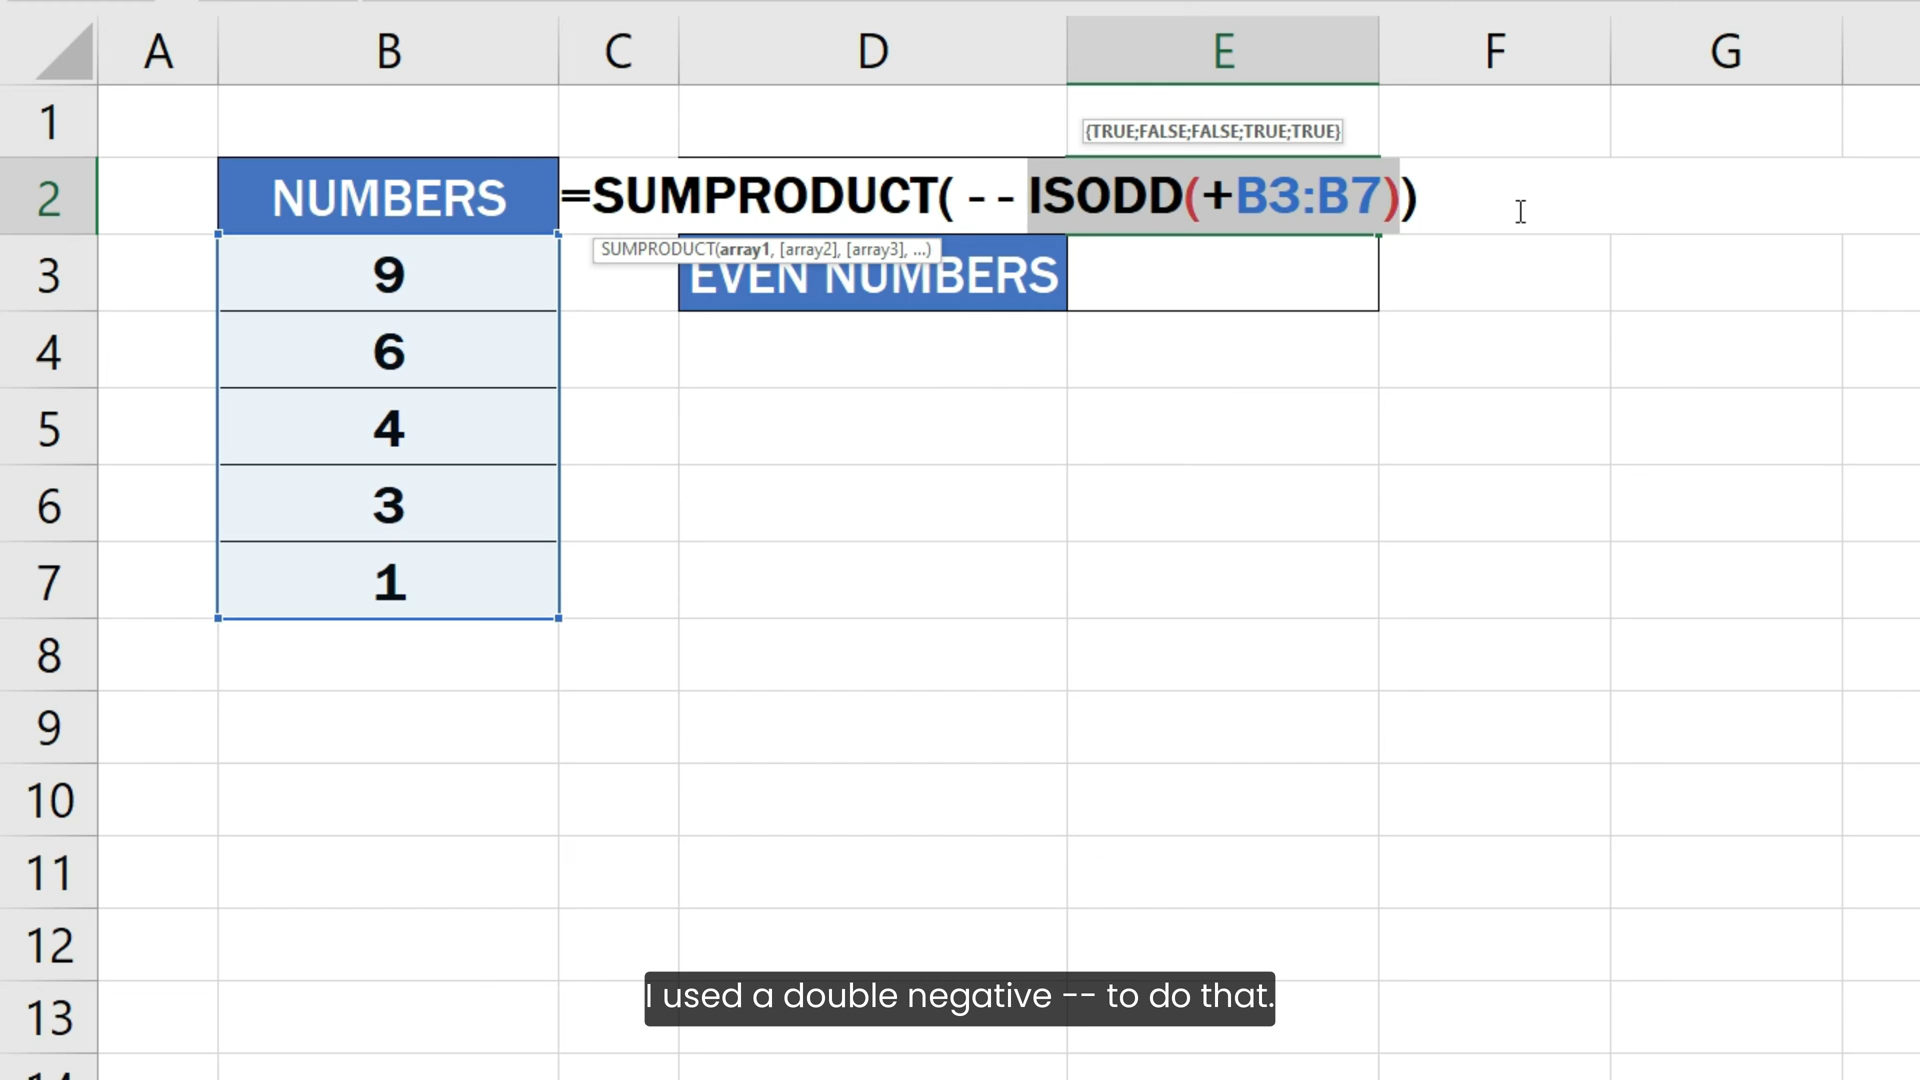 A B C D E F G
1 {TRUE;FALSE;FALSE;TRUE;TRUE}
2 NUMBERS =SUMPRODUCT( -- ISODD(+B3:B7))
SUMPRODUCT(array1, [array2], [array3], ...)
3 9 EVEN NUMBERS
4 6
5 4
6 3
7 1
8
9
10
11
12
I used a double negative -- to do that.
13
14